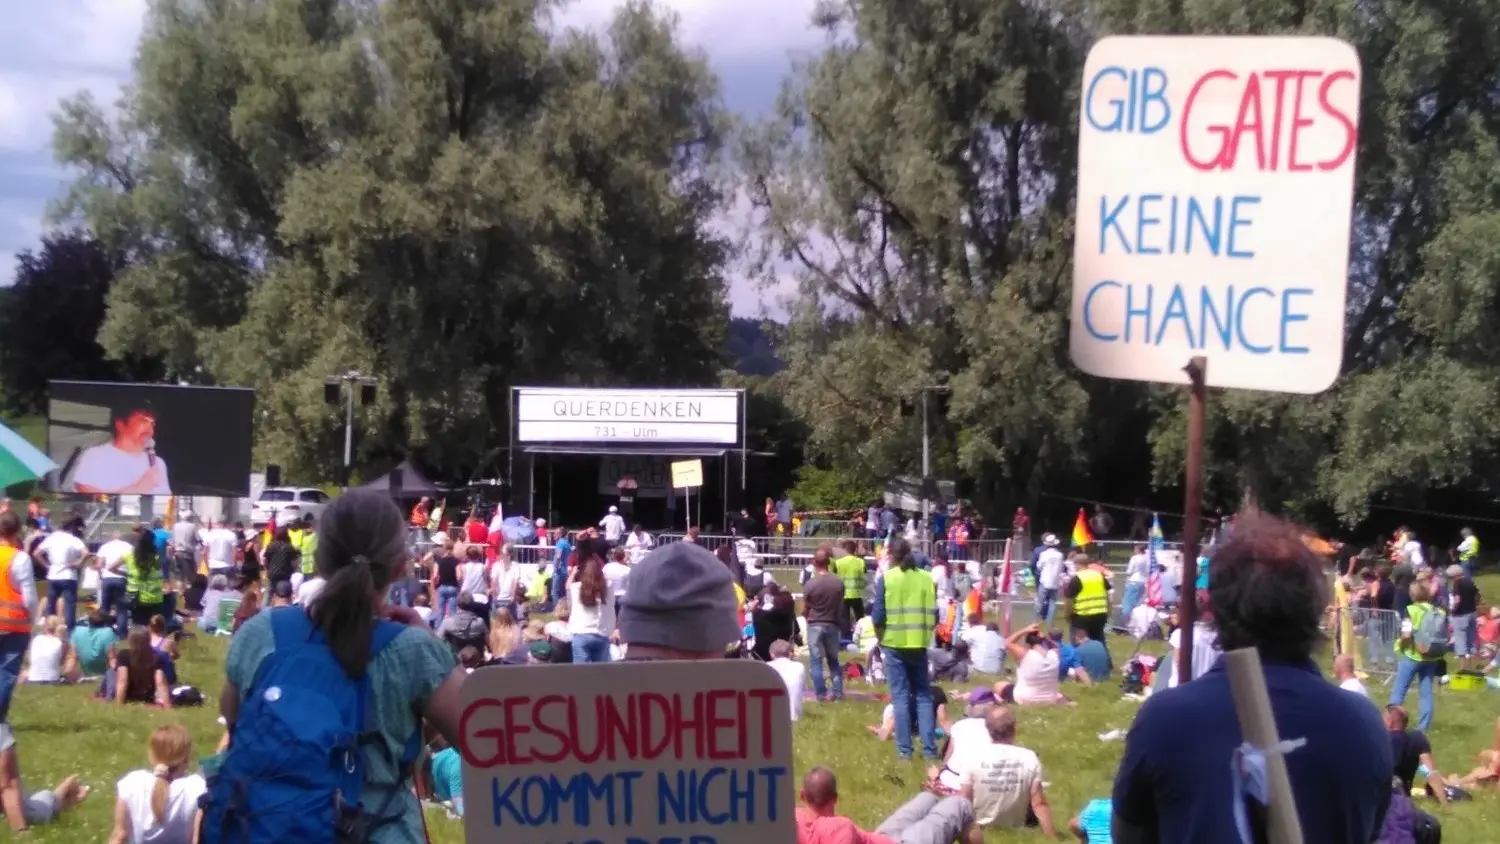 GIB GATES
KEINE
CHANCE
QUERDENKEN
731 - Ulm
GESUNDHEIT
KOMMT NICHT